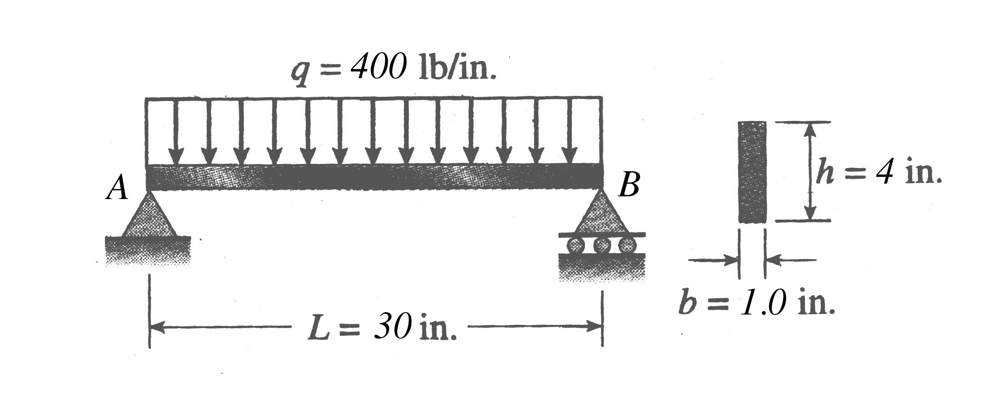 q = 400 lb/in.
A
B
h = 4 in.
b = 1.0 in.
L = 30 in.